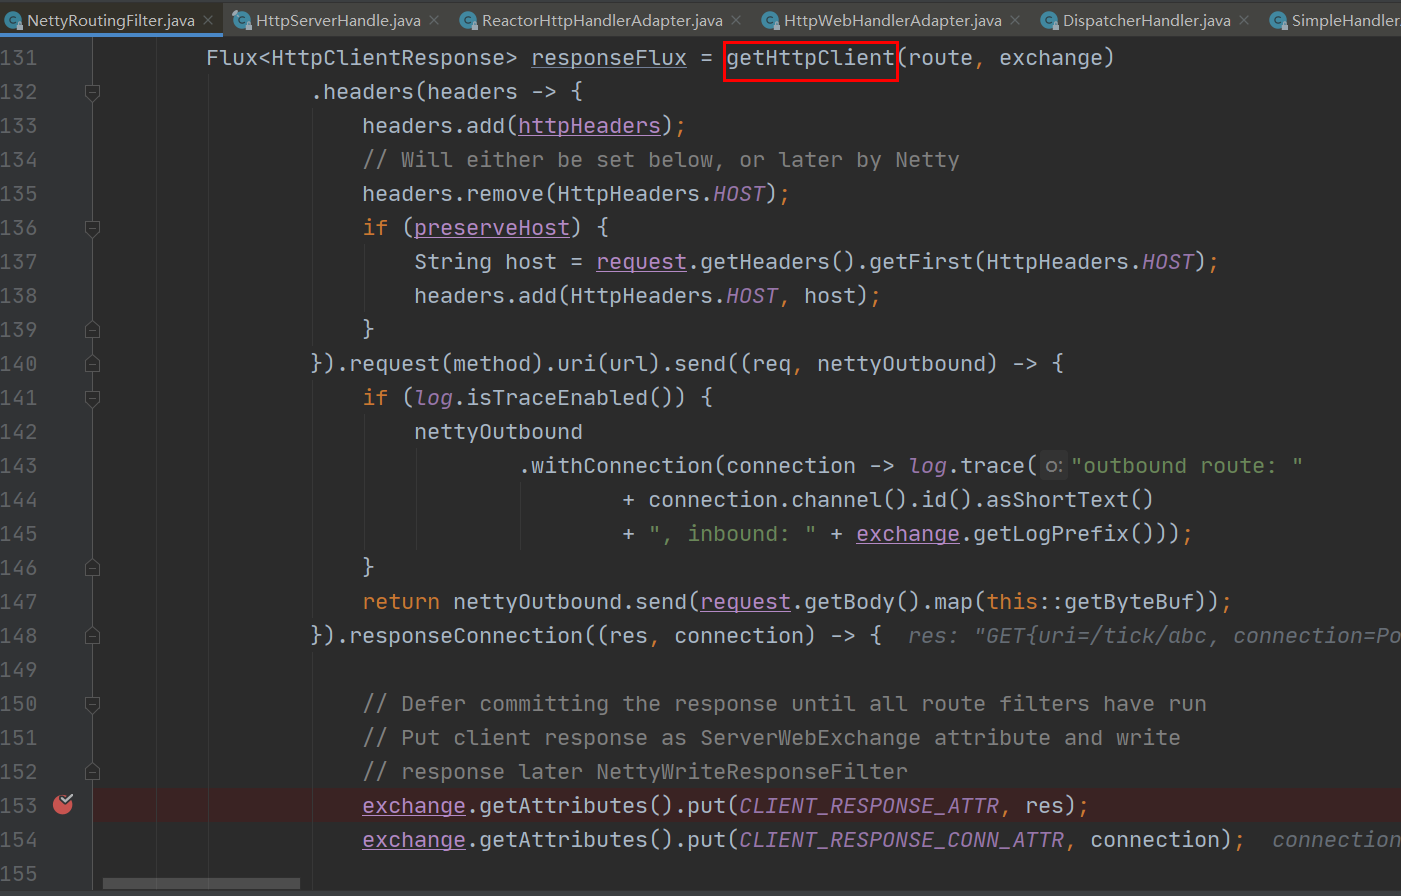 NettyRoutingFilter.java × HttpServerHandle.java × ReactorHttpHandlerAdapter.java × HttpWebHandlerAdapter.java × DispatcherHandler.java × SimpleHandler
131 Flux<HttpClientResponse> responseFlux = getHttpClient(route, exchange)
132 .headers(headers -> {
133 headers.add(httpHeaders);
134 // Will either be set below, or later by Netty
135 headers.remove(HttpHeaders.HOST);
136 if (preserveHost) {
137 String host = request.getHeaders().getFirst(HttpHeaders.HOST);
138 headers.add(HttpHeaders.HOST, host);
139 }
140 }).request(method).uri(url).send((req, nettyOutbound) -> {
141 if (log.isTraceEnabled()) {
142 nettyOutbound
143 .withConnection(connection -> log.trace( o: "outbound route: "
144 + connection.channel().id().asShortText()
145 + ", inbound: " + exchange.getLogPrefix()));
146 }
147 return nettyOutbound.send(request.getBody().map(this::getByteBuf));
148 }).responseConnection((res, connection) -> { res: "GET{uri=/tick/abc, connection=Po
149
150 // Defer committing the response until all route filters have run
151 // Put client response as ServerWebExchange attribute and write
152 // response later NettyWriteResponseFilter
153 exchange.getAttributes().put(CLIENT_RESPONSE_ATTR, res);
154 exchange.getAttributes().put(CLIENT_RESPONSE_CONN_ATTR, connection); connection
155